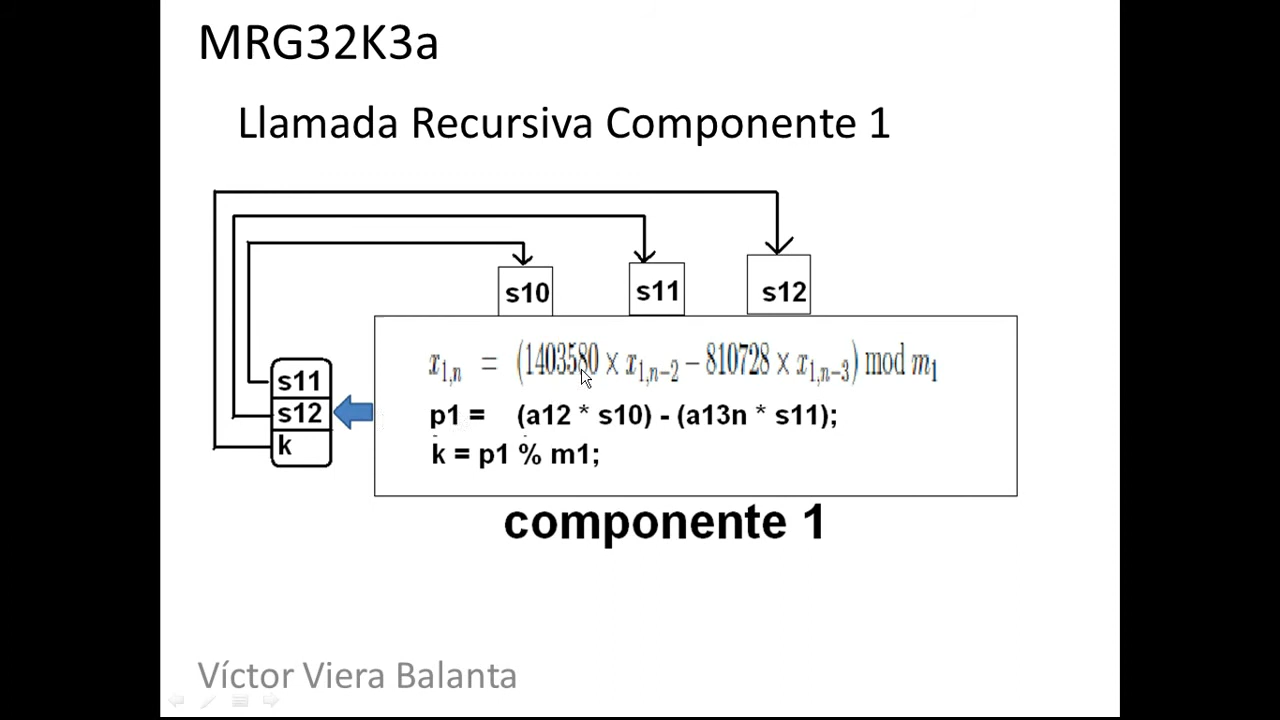 MRG32K3a
Llamada Recursiva Componente 1
s10 s11 s12
x1,n = (1403580 × x1,n−2 − 810728 × x1,n−3) mod m1
s11
s12
k
p1 = (a12 * s10) - (a13n * s11);
k = p1 % m1;
componente 1
Víctor Viera Balanta